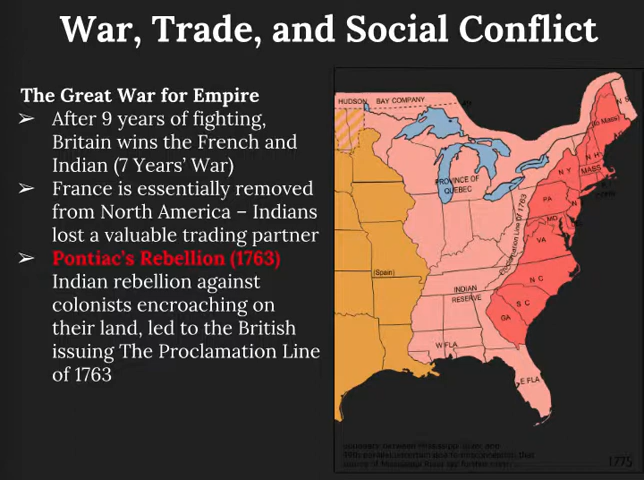 War, Trade, and Social Conflict
The Great War for Empire
➢ After 9 years of fighting,
Britain wins the French and
Indian (7 Years' War)
➢ France is essentially removed
from North America – Indians
lost a valuable trading partner
➢ Pontiac's Rebellion (1763)
Indian rebellion against
colonists encroaching on
their land, led to the British
issuing The Proclamation Line
of 1763
HUDSON BAY COMPANY
N S
(to Mass)
N H
N Y
MASS
PROVINCE OF
QUEBEC
PA
N
MD
Proclamation Line Of 1763
VA
(Spain)
INDIAN
RESERVE
N C
S C
GA
W FLA
E FLA
1775